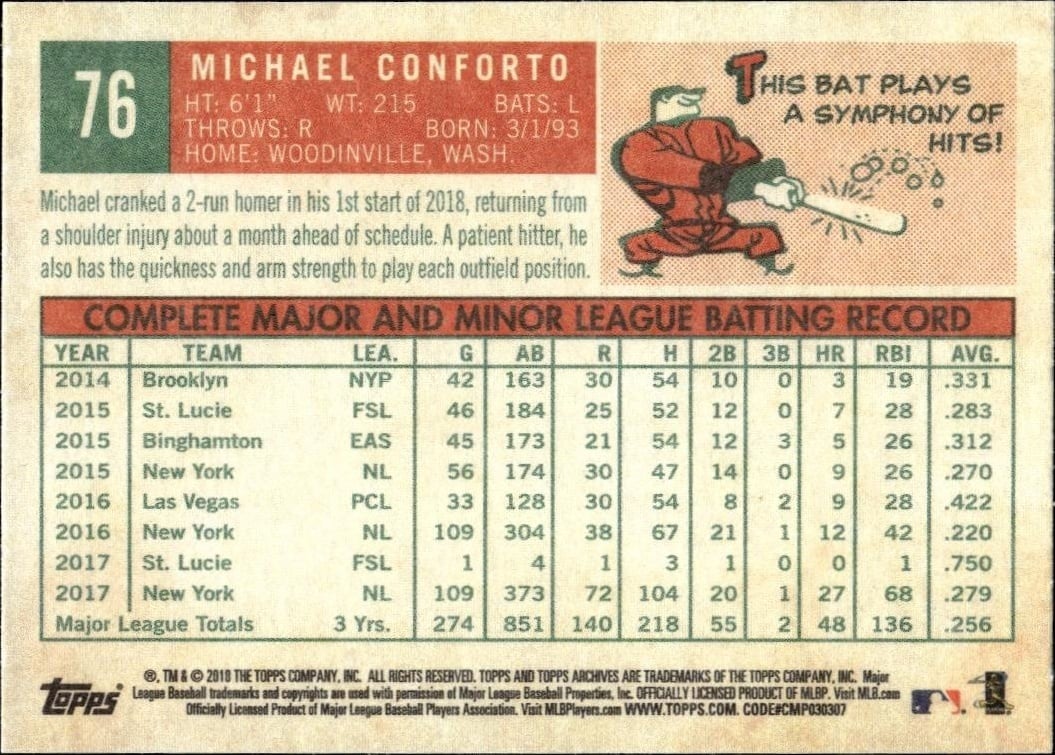 76
MICHAEL CONFORTO
HT: 6'1" WT: 215 BATS: L
THROWS: R BORN: 3/1/93
HOME: WOODINVILLE, WASH.
THIS BAT PLAYS
A SYMPHONY OF
HITS!
Michael cranked a 2-run homer in his 1st start of 2018, returning from
a shoulder injury about a month ahead of schedule. A patient hitter, he
also has the quickness and arm strength to play each outfield position.
COMPLETE MAJOR AND MINOR LEAGUE BATTING RECORD
YEAR TEAM LEA. G AB R H 2B 3B HR RBI AVG.
2014 Brooklyn NYP 42 163 30 54 10 0 3 19 .331
2015 St. Lucie FSL 46 184 25 52 12 0 7 28 .283
2015 Binghamton EAS 45 173 21 54 12 3 5 26 .312
2015 New York NL 56 174 30 47 14 0 9 26 .270
2016 Las Vegas PCL 33 128 30 54 8 2 9 28 .422
2016 New York NL 109 304 38 67 21 1 12 42 .220
2017 St. Lucie FSL 1 4 1 3 1 0 0 1 .750
2017 New York NL 109 373 72 104 20 1 27 68 .279
Major League Totals 3 Yrs. 274 851 140 218 55 2 48 136 .256
topps
®, TM & © 2018 THE TOPPS COMPANY, INC. ALL RIGHTS RESERVED. TOPPS AND TOPPS ARCHIVES ARE TRADEMARKS OF THE TOPPS COMPANY, INC. Major
League Baseball trademarks and copyrights are used with permission of Major League Baseball Properties, Inc. OFFICIALLY LICENSED PRODUCT OF MLBP. Visit MLB.com
Officially Licensed Product of Major League Baseball Players Association. Visit MLBPlayers.com WWW.TOPPS.COM. CODE#CMP030307